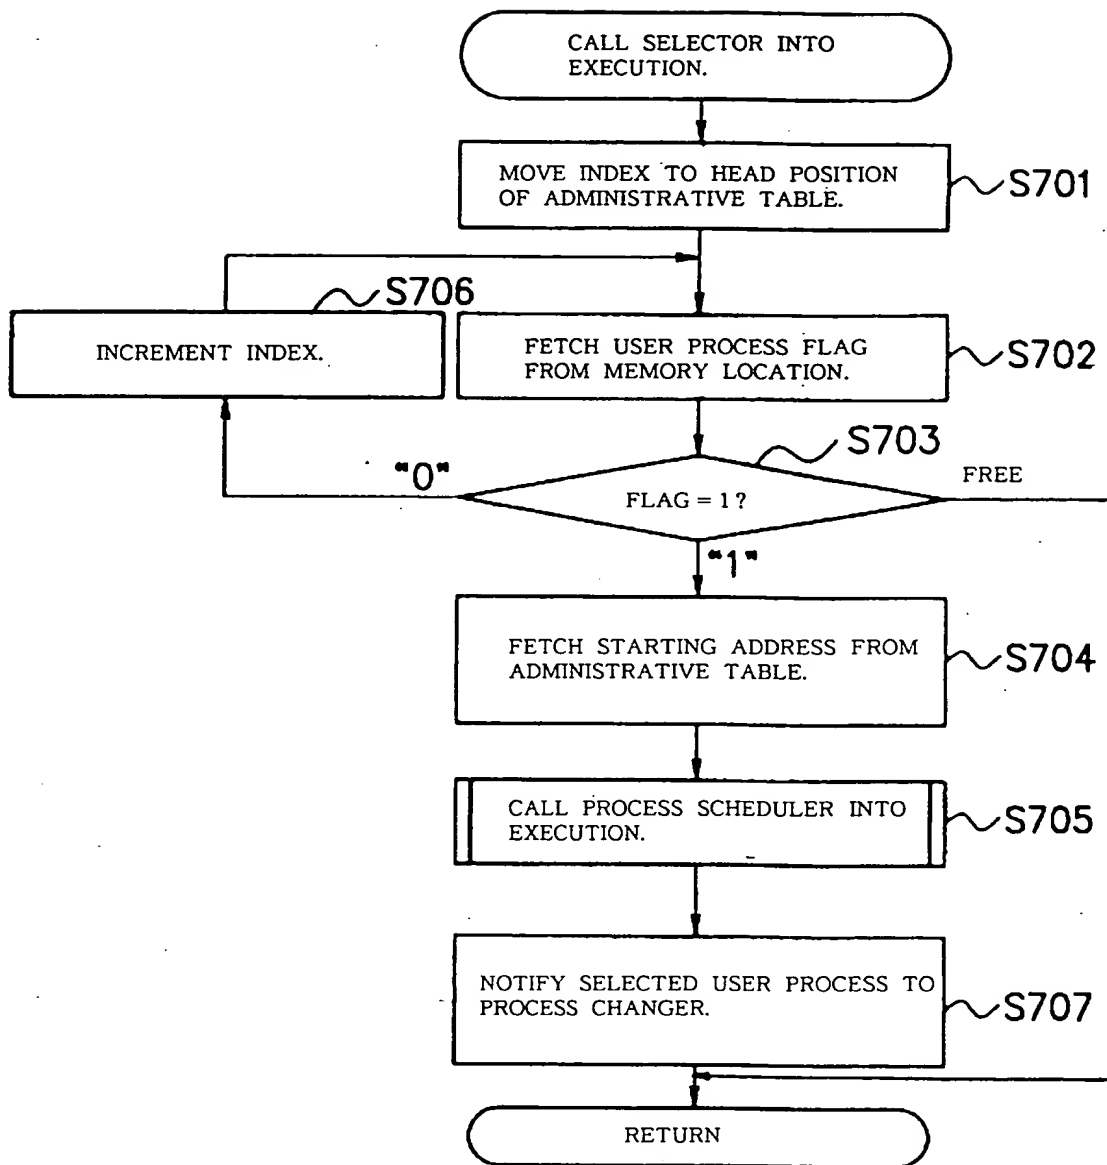 CALL SELECTOR INTO
EXECUTION.
MOVE INDEX TO HEAD POSITION
OF ADMINISTRATIVE TABLE.
S701
S706
INCREMENT INDEX.
FETCH USER PROCESS FLAG
FROM MEMORY LOCATION.
S702
S703
"0"
FLAG = 1 ?
FREE
"1"
FETCH STARTING ADDRESS FROM
ADMINISTRATIVE TABLE.
S704
CALL PROCESS SCHEDULER INTO
EXECUTION.
S705
NOTIFY SELECTED USER PROCESS TO
PROCESS CHANGER.
S707
RETURN